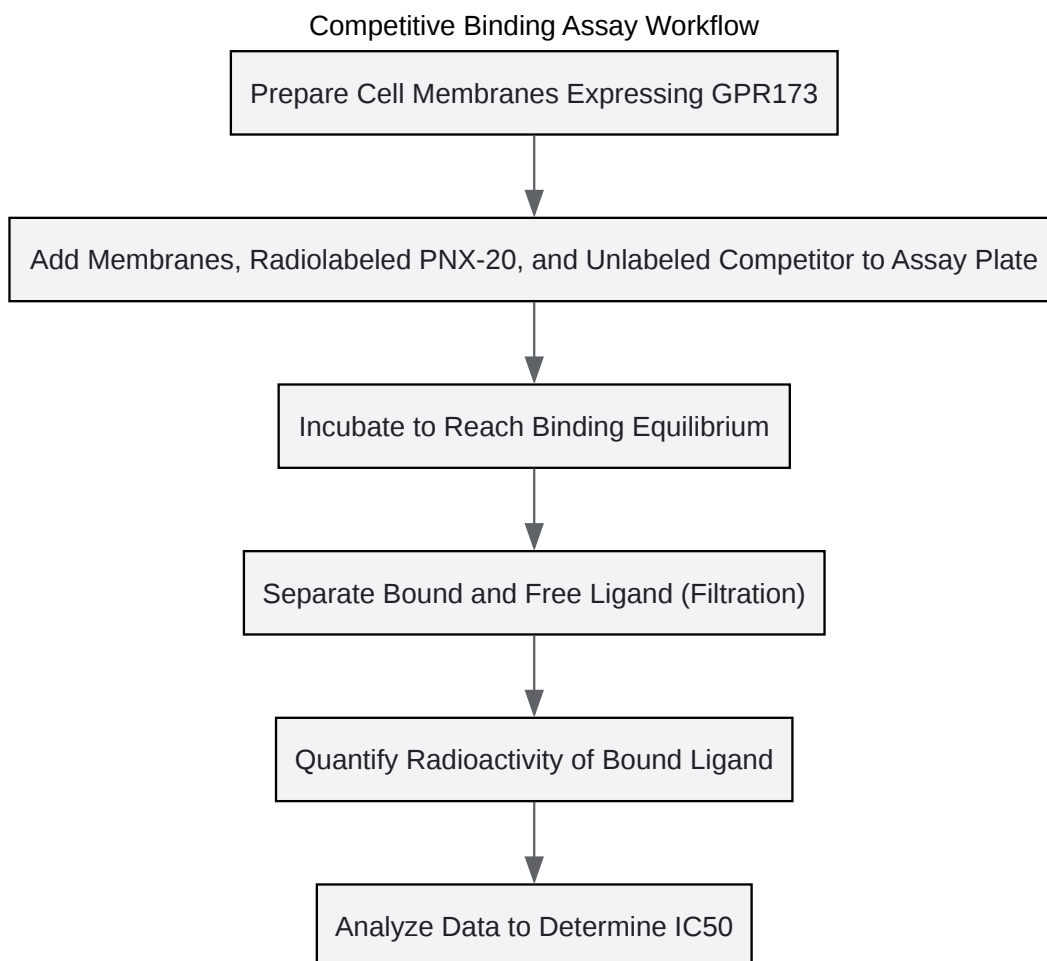 Competitive Binding Assay Workflow
Prepare Cell Membranes Expressing GPR173
Add Membranes, Radiolabeled PNX-20, and Unlabeled Competitor to Assay Plate
Incubate to Reach Binding Equilibrium
Separate Bound and Free Ligand (Filtration)
Quantify Radioactivity of Bound Ligand
Analyze Data to Determine IC50